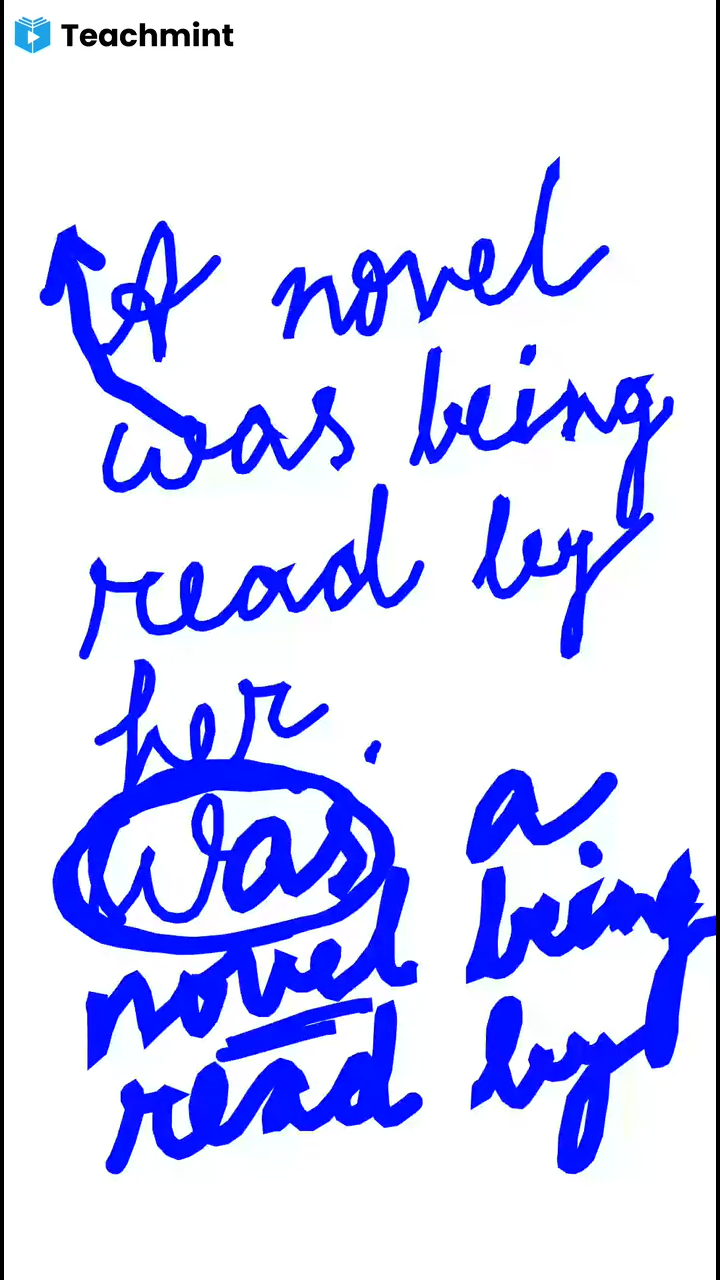 Teachmint
A novel
was being
read by
her.
Was a
novel being
read by